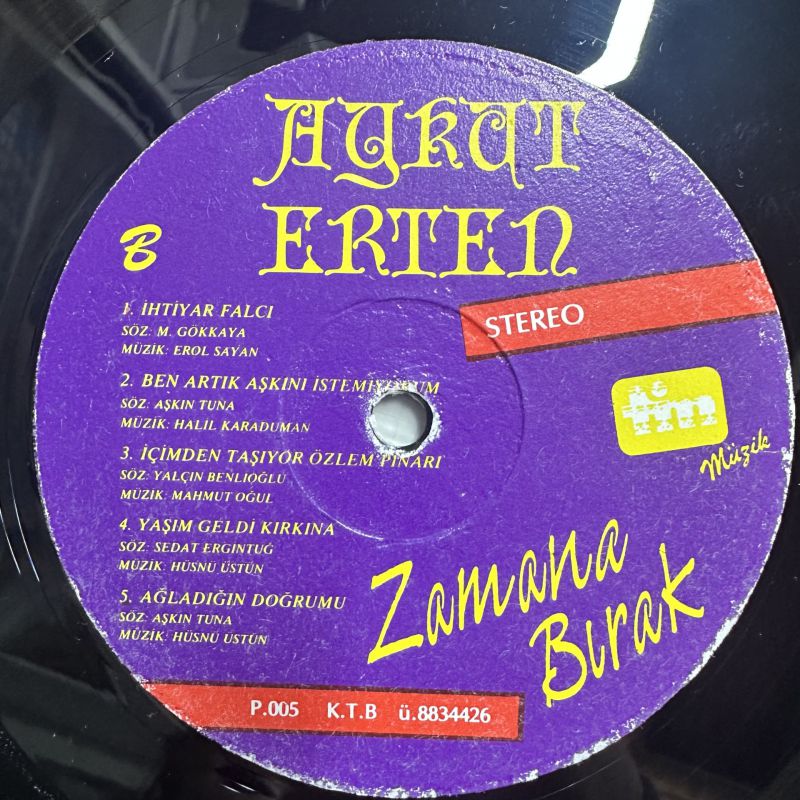 AYKUT
ERTEN
B
STEREO
1. İHTİYAR FALCI
SÖZ: M. GÖKKAYA
MÜZİK: EROL SAYAN
2. BEN ARTIK AŞKINI İSTEMİYORUM
SÖZ: AŞKIN TUNA
MÜZİK: HALİL KARADUMAN
3. İÇİMDEN TAŞIYOR ÖZLEM PINARI
SÖZ: YALÇIN BENLİOĞLU
MÜZİK: MAHMUT OĞUL
4. YAŞIM GELDİ KIRKINA
SÖZ: SEDAT ERGINTUĞ
MÜZİK: HÜSNÜ ÜSTÜN
5. AĞLADIĞIN DOĞRUMU
SÖZ: AŞKIN TUNA
MÜZİK: HÜSNÜ ÜSTÜN
Müzik
Zamana
Bırak
P.005 K.T.B ü.8834426